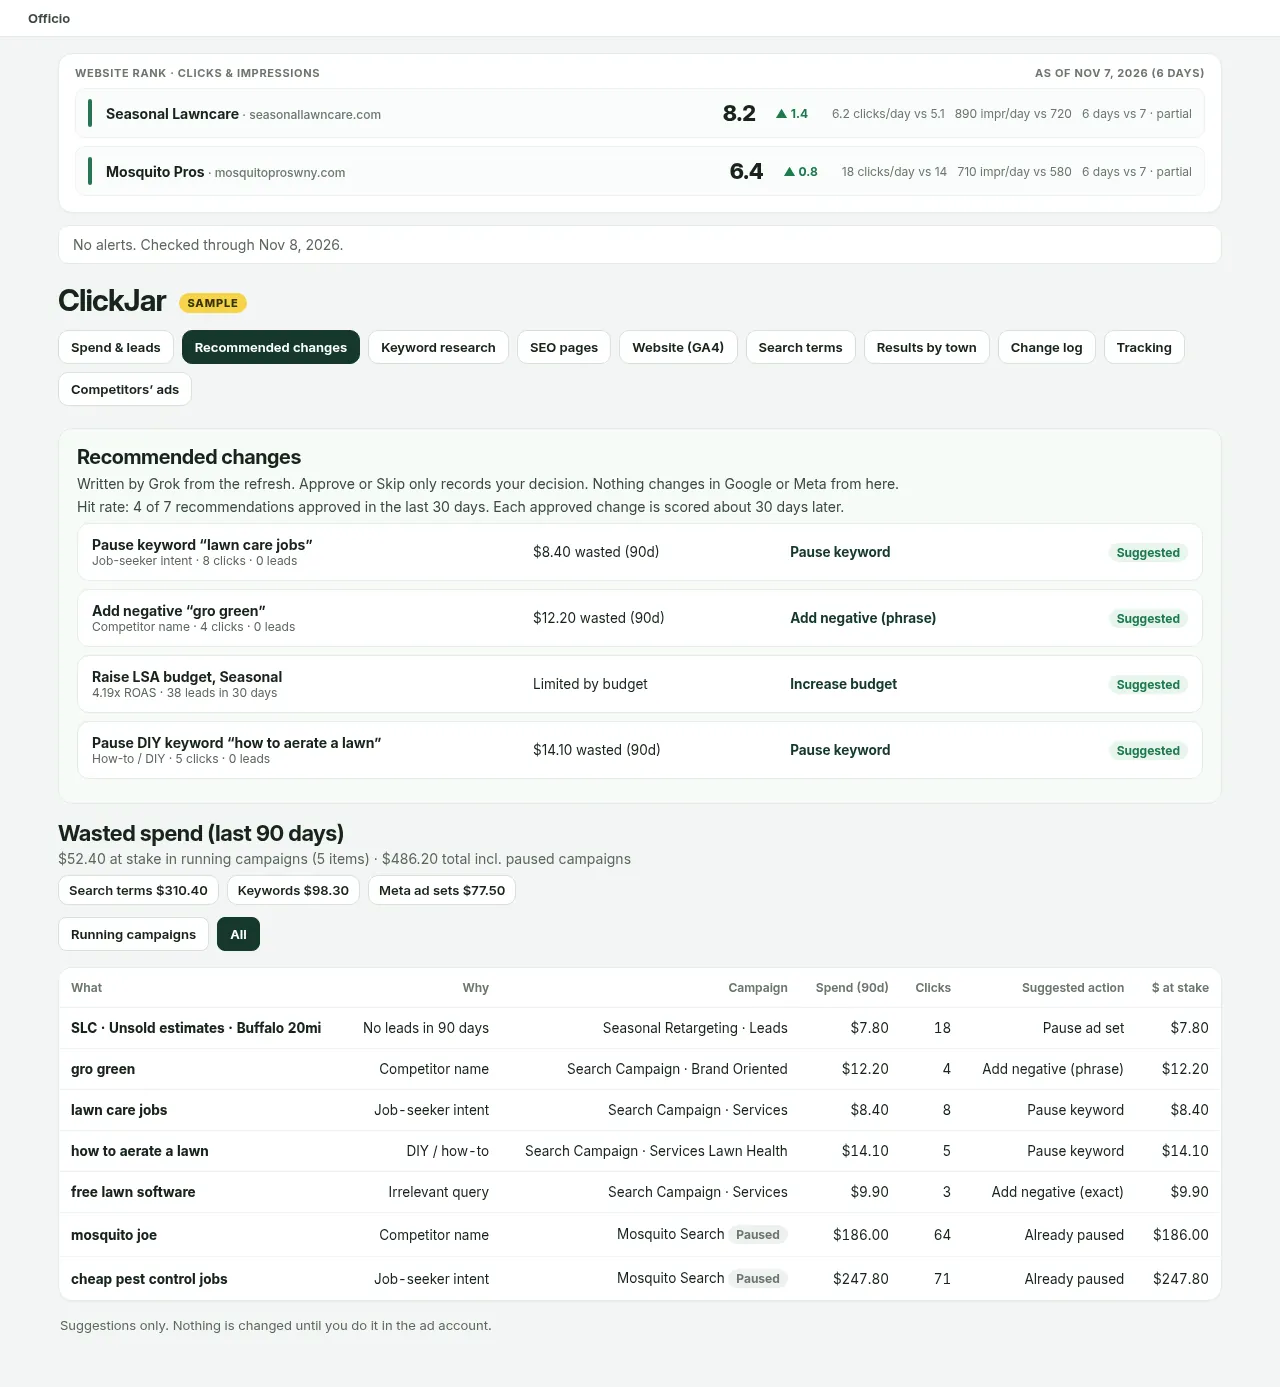 Officio
WEBSITE RANK · CLICKS & IMPRESSIONS AS OF NOV 7, 2026 (6 DAYS)
Seasonal Lawncare · seasonallawncare.com 8.2 ▲ 1.4 6.2 clicks/day vs 5.1 890 impr/day vs 720 6 days vs 7 · partial
Mosquito Pros · mosquitoproswny.com 6.4 ▲ 0.8 18 clicks/day vs 14 710 impr/day vs 580 6 days vs 7 · partial
No alerts. Checked through Nov 8, 2026.
ClickJar SAMPLE
Spend & leads Recommended changes Keyword research SEO pages Website (GA4) Search terms Results by town Change log Tracking
Competitors’ ads
Recommended changes
Written by Grok from the refresh. Approve or Skip only records your decision. Nothing changes in Google or Meta from here.
Hit rate: 4 of 7 recommendations approved in the last 30 days. Each approved change is scored about 30 days later.
Pause keyword “lawn care jobs” $8.40 wasted (90d) Pause keyword Suggested
Job-seeker intent · 8 clicks · 0 leads
Add negative “gro green” $12.20 wasted (90d) Add negative (phrase) Suggested
Competitor name · 4 clicks · 0 leads
Raise LSA budget, Seasonal Limited by budget Increase budget Suggested
4.19x ROAS · 38 leads in 30 days
Pause DIY keyword “how to aerate a lawn” $14.10 wasted (90d) Pause keyword Suggested
How-to / DIY · 5 clicks · 0 leads
Wasted spend (last 90 days)
$52.40 at stake in running campaigns (5 items) · $486.20 total incl. paused campaigns
Search terms $310.40 Keywords $98.30 Meta ad sets $77.50
Running campaigns All
What Why Campaign Spend (90d) Clicks Suggested action $ at stake
SLC · Unsold estimates · Buffalo 20mi No leads in 90 days Seasonal Retargeting · Leads $7.80 18 Pause ad set $7.80
gro green Competitor name Search Campaign · Brand Oriented $12.20 4 Add negative (phrase) $12.20
lawn care jobs Job-seeker intent Search Campaign · Services $8.40 8 Pause keyword $8.40
how to aerate a lawn DIY / how-to Search Campaign · Services Lawn Health $14.10 5 Pause keyword $14.10
free lawn software Irrelevant query Search Campaign · Services $9.90 3 Add negative (exact) $9.90
mosquito joe Competitor name Mosquito Search Paused $186.00 64 Already paused $186.00
cheap pest control jobs Job-seeker intent Mosquito Search Paused $247.80 71 Already paused $247.80
Suggestions only. Nothing is changed until you do it in the ad account.